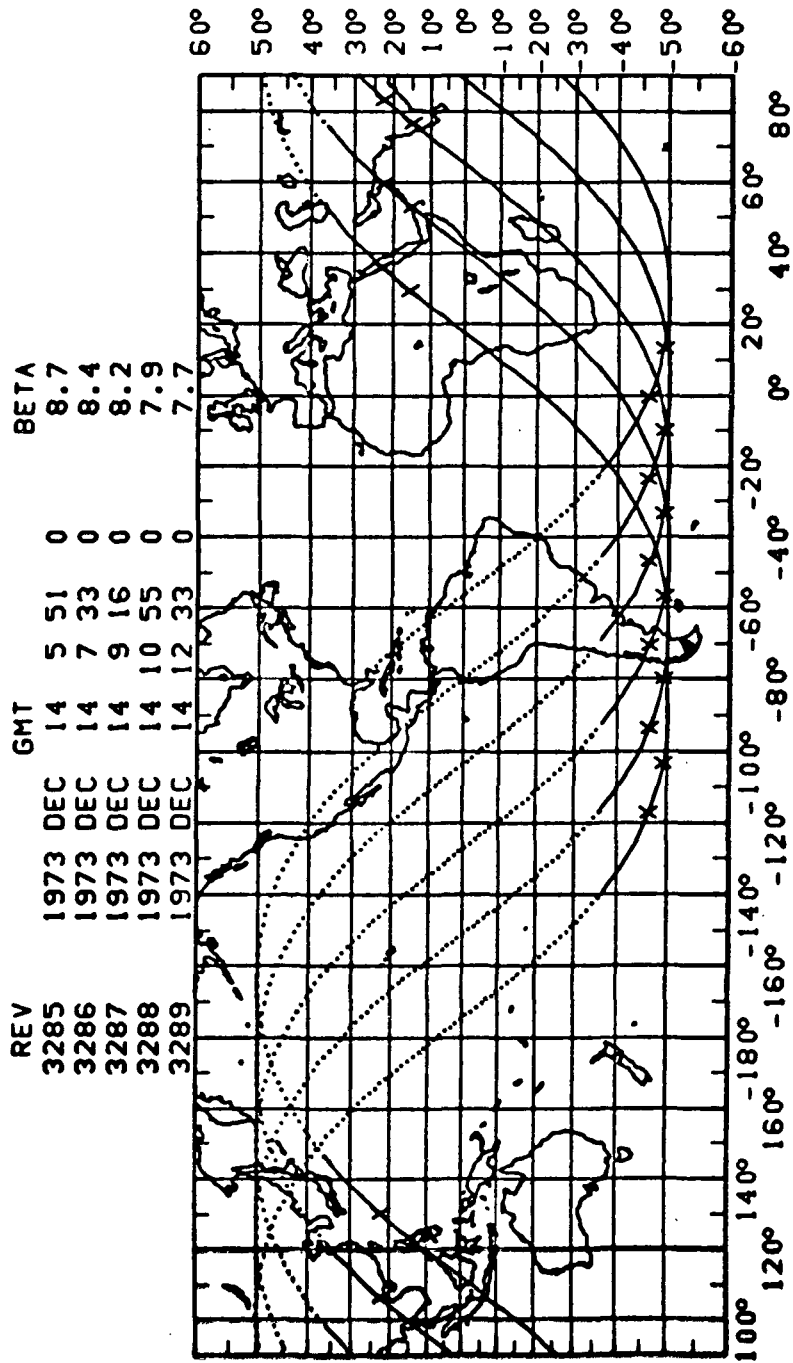 REV GMT BETA
3285 1973 DEC 14 5 51 0 8.7
3286 1973 DEC 14 7 33 0 8.4
3287 1973 DEC 14 9 16 0 8.2
3288 1973 DEC 14 10 55 0 7.9
3289 1973 DEC 14 12 33 0 7.7
60°
50°
40°
30°
20°
10°
0°
-10°
-20°
-30°
-40°
-50°
-60°
100° 120° 140° 160° -180° -160° -140° -120° -100° -80° -60° -40° -20° 0° 20° 40° 60° 80°